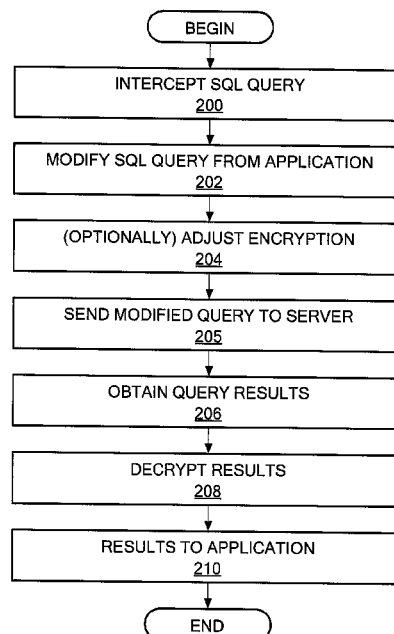 BEGIN
INTERCEPT SQL QUERY
200
MODIFY SQL QUERY FROM APPLICATION
202
(OPTIONALLY) ADJUST ENCRYPTION
204
SEND MODIFIED QUERY TO SERVER
205
OBTAIN QUERY RESULTS
206
DECRYPT RESULTS
208
RESULTS TO APPLICATION
210
END